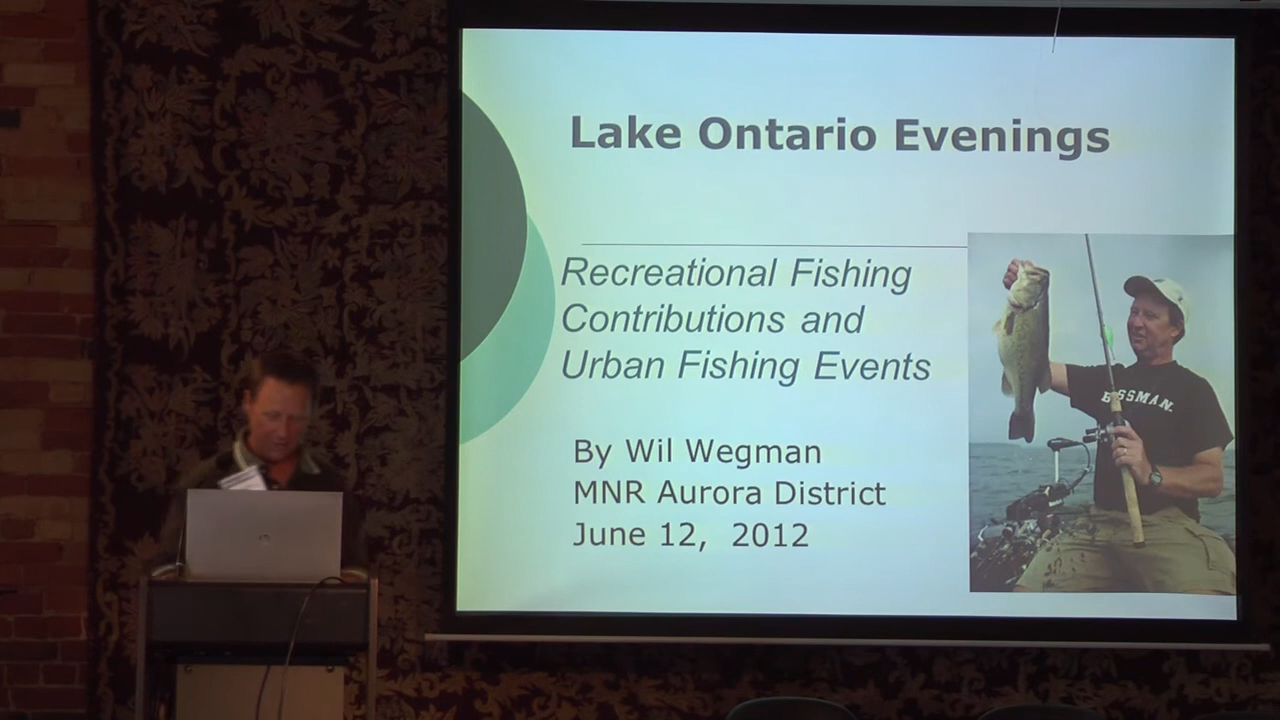 Lake Ontario Evenings
Recreational Fishing
Contributions and
Urban Fishing Events
By Wil Wegman
MNR Aurora District
June 12, 2012